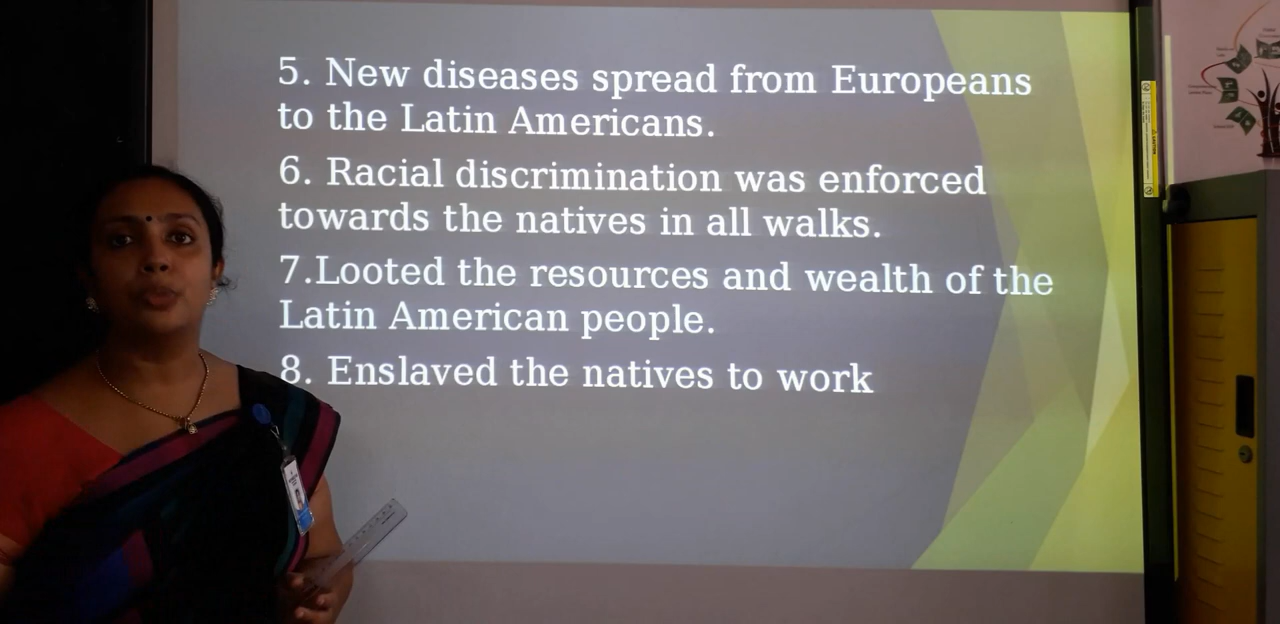 5. New diseases spread from Europeans
to the Latin Americans.
6. Racial discrimination was enforced
towards the natives in all walks.
7.Looted the resources and wealth of the
Latin American people.
8. Enslaved the natives to work